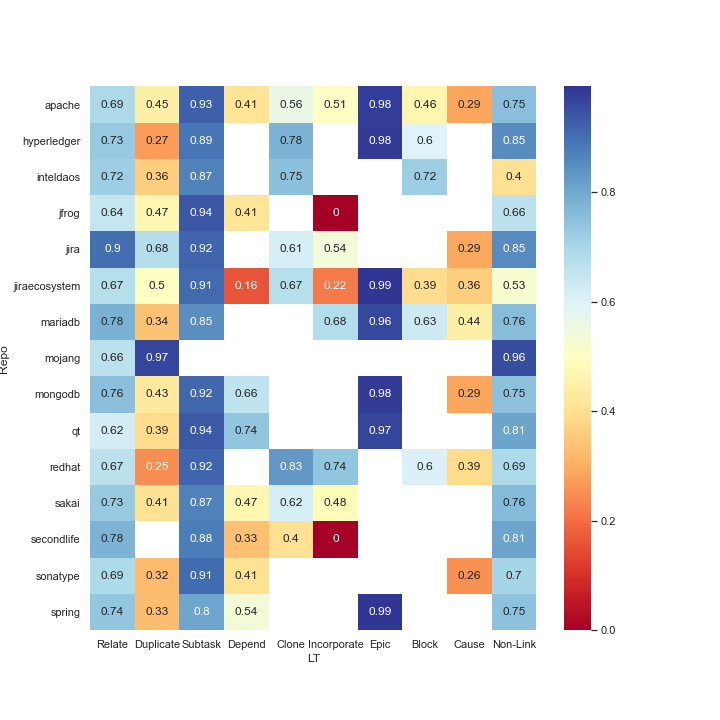 apache 0.69 0.45 0.93 0.41 0.56 0.51 0.98 0.46 0.29 0.75
hyperledger 0.73 0.27 0.89 0.78 0.98 0.6 0.85
inteldaos 0.72 0.36 0.87 0.75 0.72 0.4
jfrog 0.64 0.47 0.94 0.41 0 0.66
jira 0.9 0.68 0.92 0.61 0.54 0.29 0.85
jiraecosystem 0.67 0.5 0.91 0.16 0.67 0.22 0.99 0.39 0.36 0.53
mariadb 0.78 0.34 0.85 0.68 0.96 0.63 0.44 0.76
mojang 0.66 0.97 0.96
mongodb 0.76 0.43 0.92 0.66 0.98 0.29 0.75
qt 0.62 0.39 0.94 0.74 0.97 0.81
redhat 0.67 0.25 0.92 0.83 0.74 0.6 0.39 0.69
sakai 0.73 0.41 0.87 0.47 0.62 0.48 0.76
secondlife 0.78 0.88 0.33 0.4 0 0.81
sonatype 0.69 0.32 0.91 0.41 0.26 0.7
spring 0.74 0.33 0.8 0.54 0.99 0.75
Relate Duplicate Subtask Depend Clone Incorporate Epic Block Cause Non-Link
LT
Repo
0.8
0.6
0.4
0.2
0.0